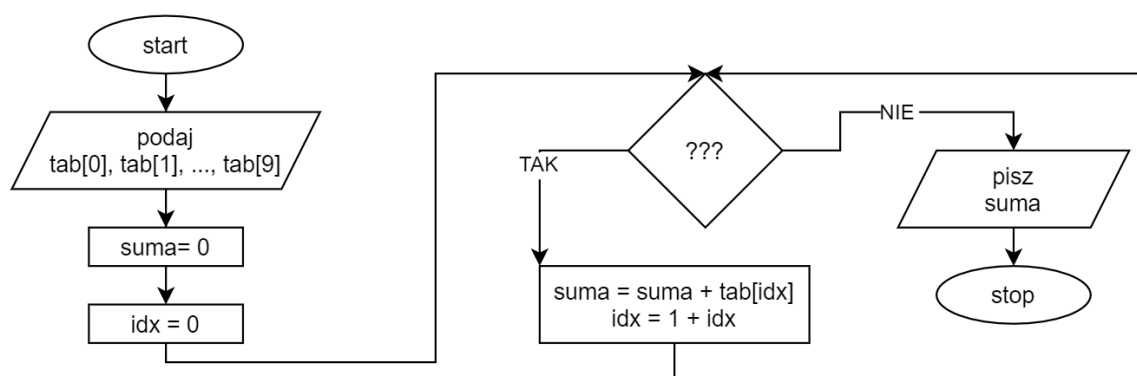 start
podaj
tab[0], tab[1], ..., tab[9]
suma= 0
idx = 0
???
TAK
NIE
suma = suma + tab[idx]
idx = 1 + idx
pisz
suma
stop